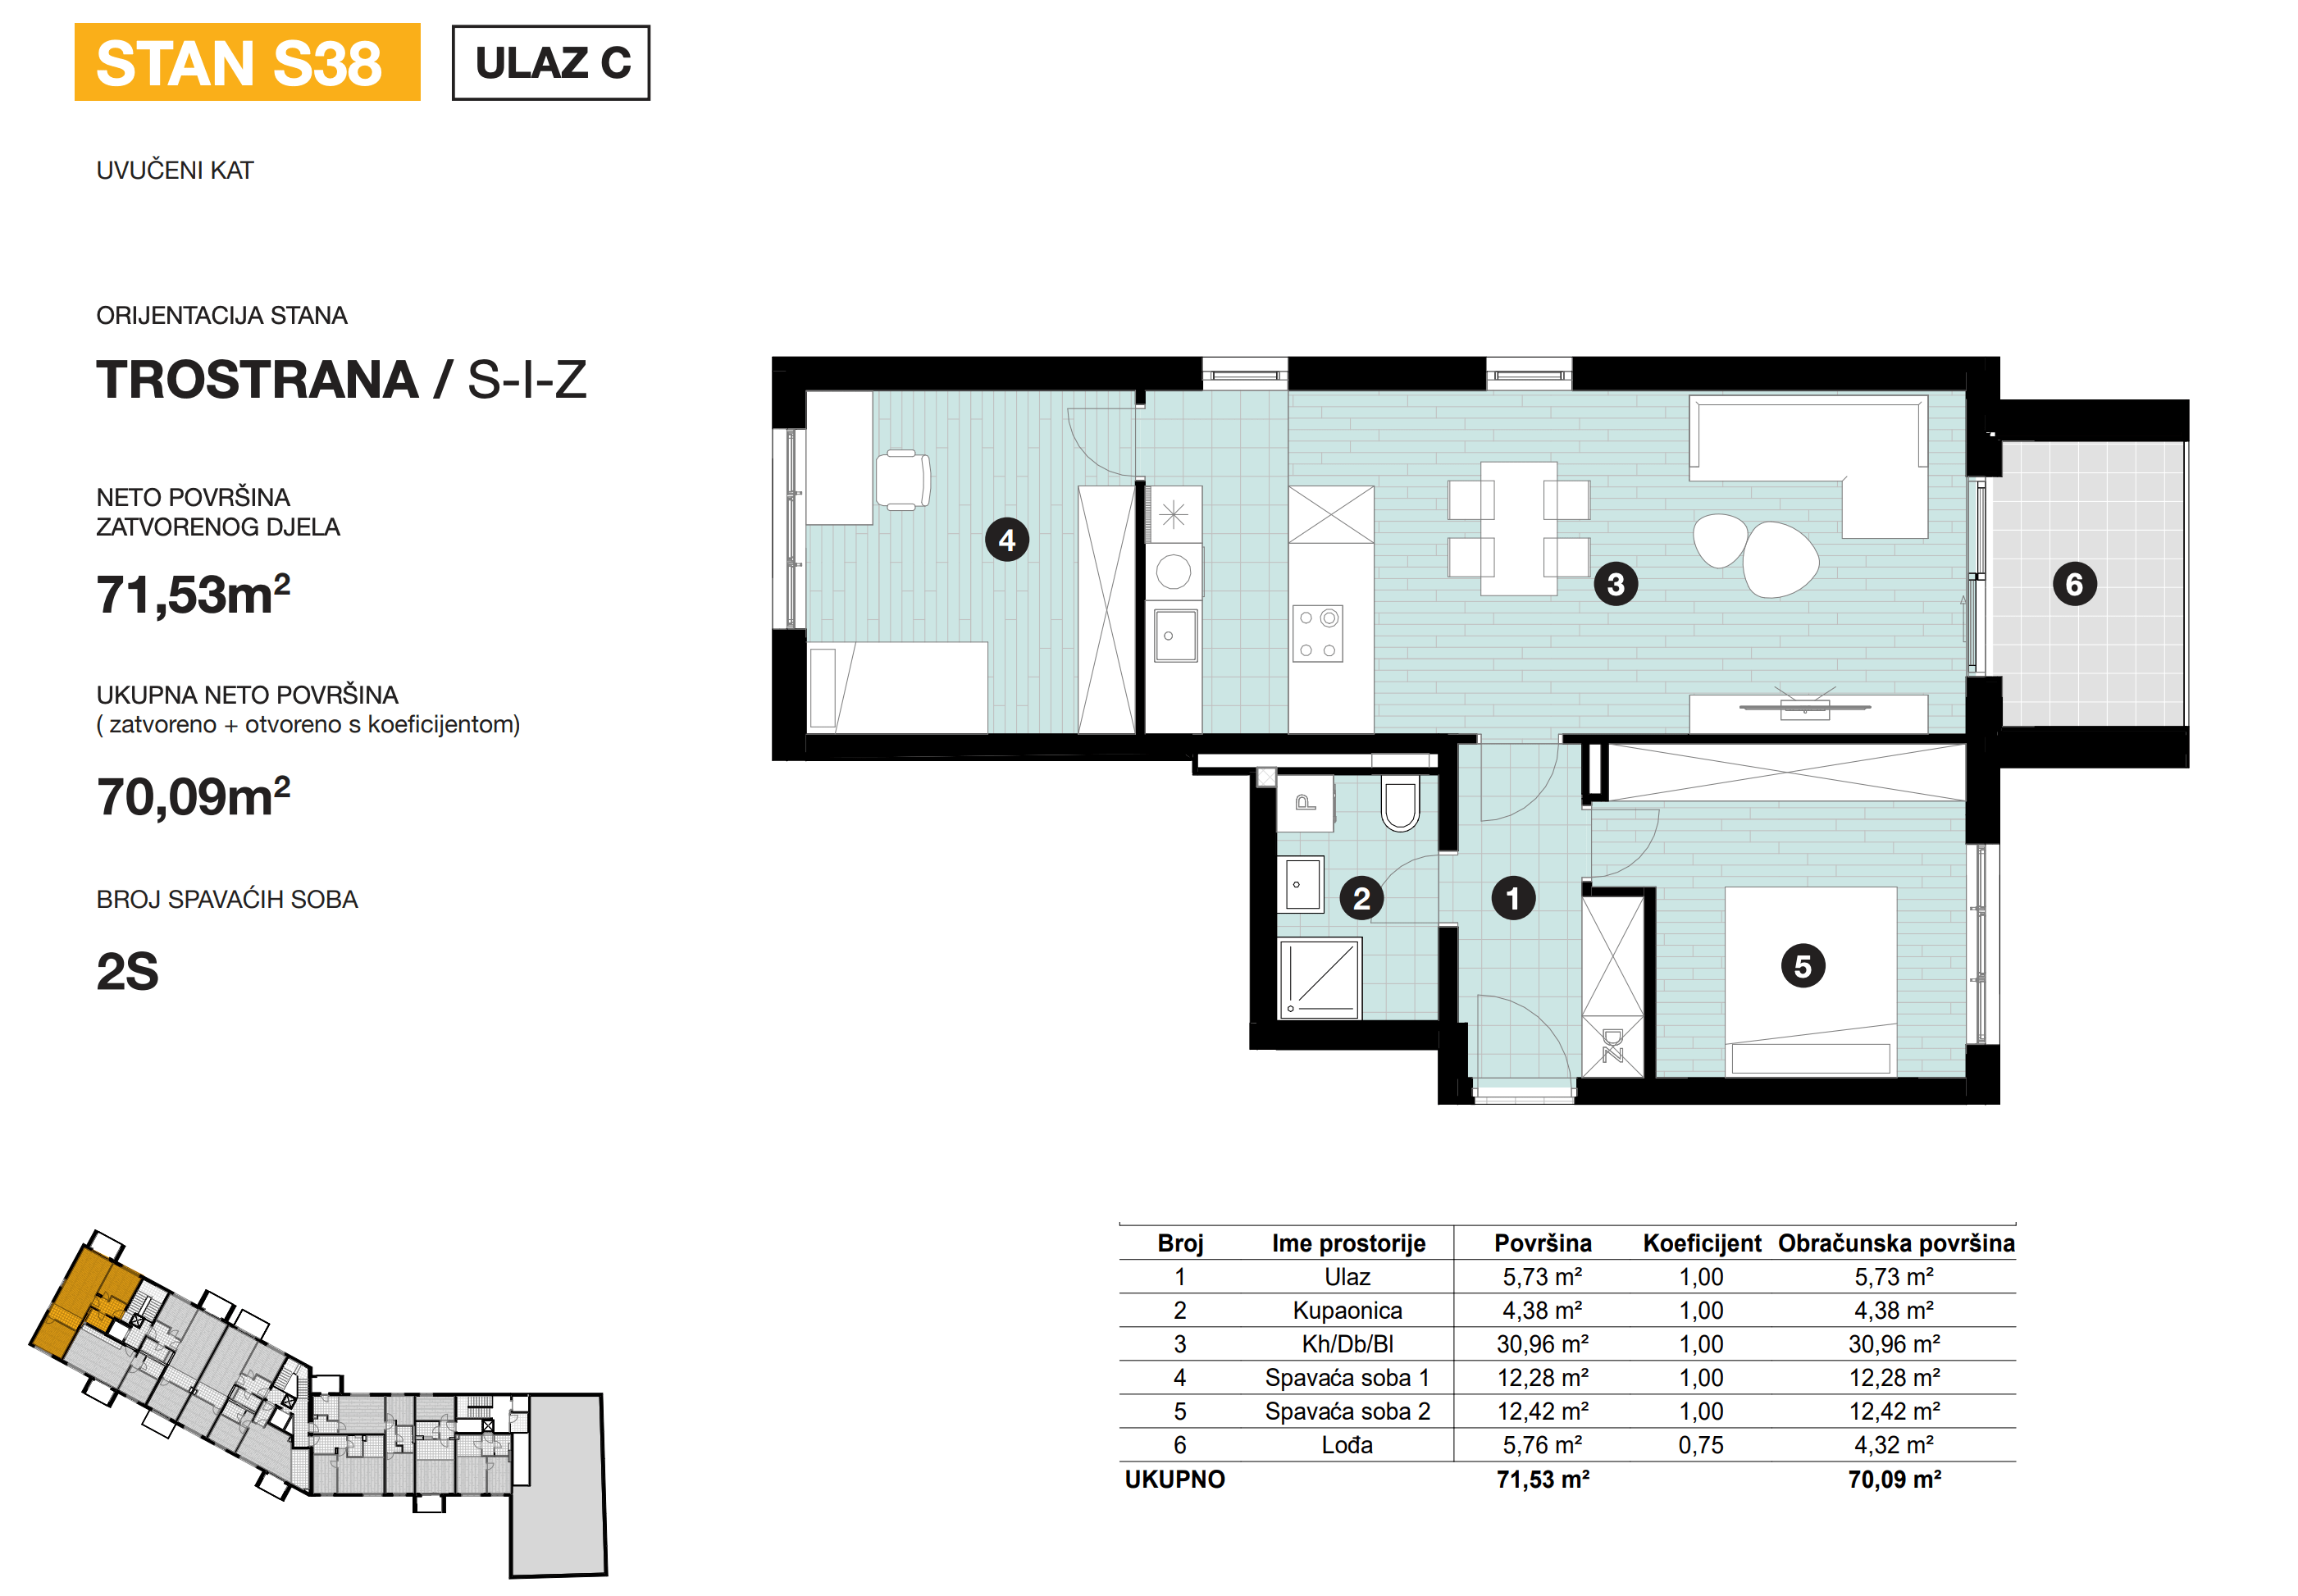 STAN S38
ULAZ C
UVUČENI KAT
ORIJENTACIJA STANA
TROSTRANA / S-I-Z
NETO POVRŠINA
ZATVORENOG DJELA
71,53m²
UKUPNA NETO POVRŠINA
( zatvoreno + otvoreno s koeficijentom)
70,09m²
BROJ SPAVAĆIH SOBA
2S
4
3
6
P
2
1
5
ZD
Broj Ime prostorije Površina Koeficijent Obračunska površina
1 Ulaz 5,73 m² 1,00 5,73 m²
2 Kupaonica 4,38 m² 1,00 4,38 m²
3 Kh/Db/Bl 30,96 m² 1,00 30,96 m²
4 Spavaća soba 1 12,28 m² 1,00 12,28 m²
5 Spavaća soba 2 12,42 m² 1,00 12,42 m²
6 Lođa 5,76 m² 0,75 4,32 m²
UKUPNO 71,53 m² 70,09 m²